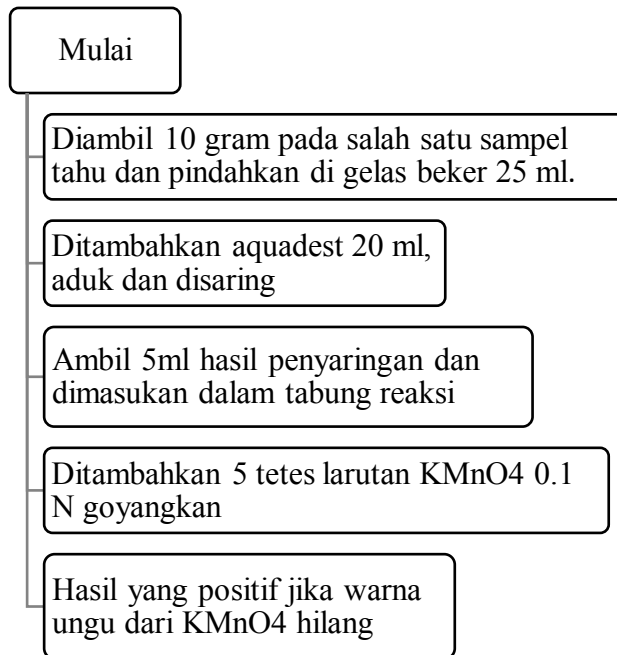 Mulai
Diambil 10 gram pada salah satu sampel
tahu dan pindahkan di gelas beker 25 ml.
Ditambahkan aquadest 20 ml,
aduk dan disaring
Ambil 5ml hasil penyaringan dan
dimasukan dalam tabung reaksi
Ditambahkan 5 tetes larutan KMnO4 0.1
N goyangkan
Hasil yang positif jika warna
ungu dari KMnO4 hilang